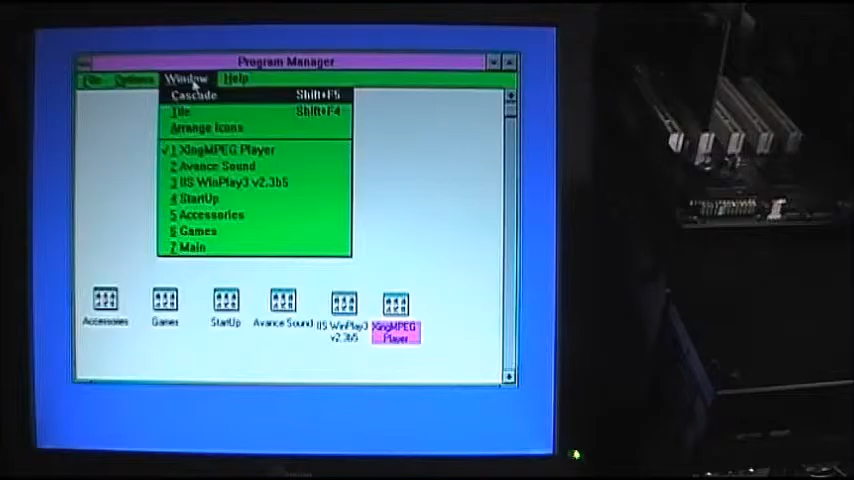 Program Manager
File Options Window Help
Cascade Shift+F5
Tile Shift+F4
Arrange Icons
✓1 XingMPEG Player
2 Avance Sound
3 IIS WinPlay3 v2.3b5
4 StartUp
5 Accessories
6 Games
7 Main
Accessories Games StartUp Avance Sound IIS WinPlay3 v2.3b5 XingMPEG Player